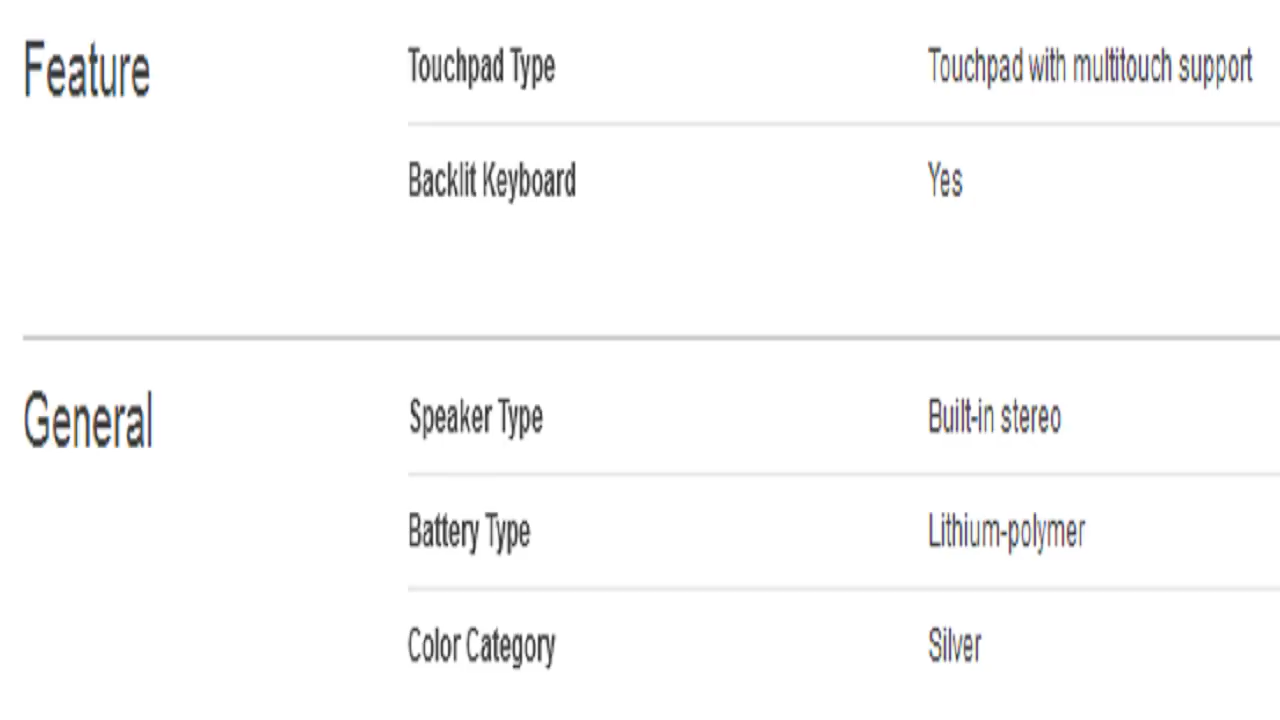 Feature Touchpad Type Touchpad with multitouch support
Backlit Keyboard Yes
General Speaker Type Built-in stereo
Battery Type Lithium-polymer
Color Category Silver